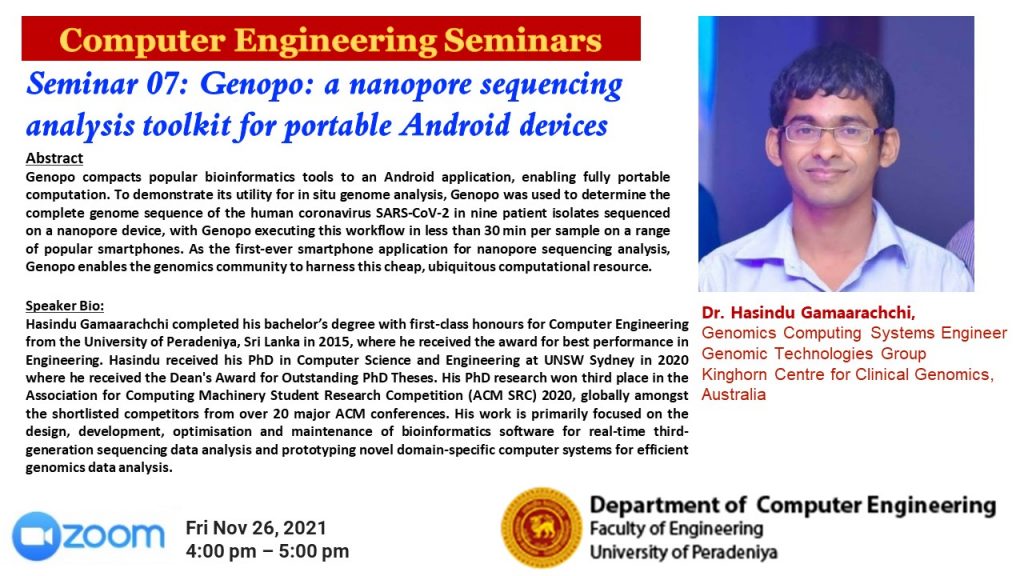 Computer Engineering Seminars
Seminar 07: Genopo: a nanopore sequencing
analysis toolkit for portable Android devices
Abstract
Genopo compacts popular bioinformatics tools to an Android application, enabling fully portable
computation. To demonstrate its utility for in situ genome analysis, Genopo was used to determine the
complete genome sequence of the human coronavirus SARS-CoV-2 in nine patient isolates sequenced
on a nanopore device, with Genopo executing this workflow in less than 30 min per sample on a range
of popular smartphones. As the first-ever smartphone application for nanopore sequencing analysis,
Genopo enables the genomics community to harness this cheap, ubiquitous computational resource.
Speaker Bio:
Hasindu Gamaarachchi completed his bachelor's degree with first-class honours for Computer Engineering
from the University of Peradeniya, Sri Lanka in 2015, where he received the award for best performance in
Engineering. Hasindu received his PhD in Computer Science and Engineering at UNSW Sydney in 2020
where he received the Dean's Award for Outstanding PhD Theses. His PhD research won third place in the
Association for Computing Machinery Student Research Competition (ACM SRC) 2020, globally amongst
the shortlisted competitors from over 20 major ACM conferences. His work is primarily focused on the
design, development, optimisation and maintenance of bioinformatics software for real-time third-
generation sequencing data analysis and prototyping novel domain-specific computer systems for efficient
genomics data analysis.
Dr. Hasindu Gamaarachchi,
Genomics Computing Systems Engineer
Genomic Technologies Group
Kinghorn Centre for Clinical Genomics,
Australia
zoom
Fri Nov 26, 2021
4:00 pm – 5:00 pm
Department of Computer Engineering
Faculty of Engineering
University of Peradeniya